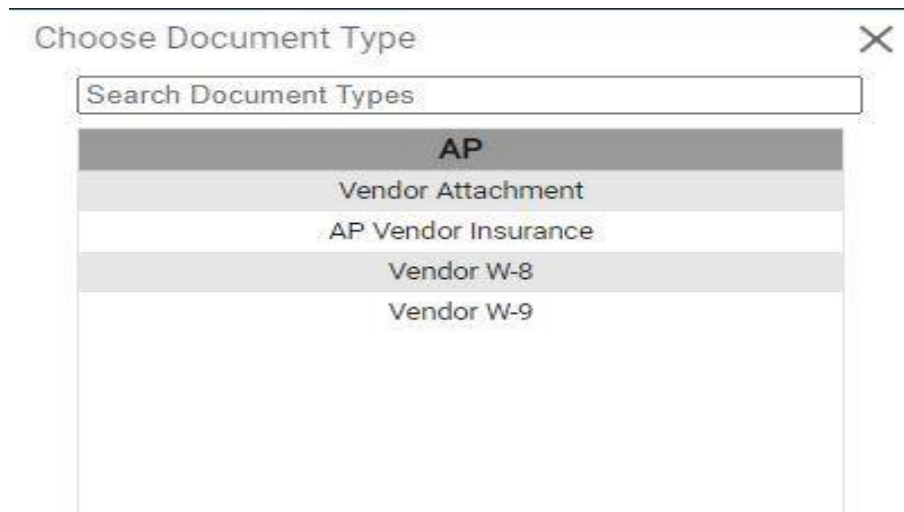 Choose Document Type
Search Document Types
AP
Vendor Attachment
AP Vendor Insurance
Vendor W-8
Vendor W-9